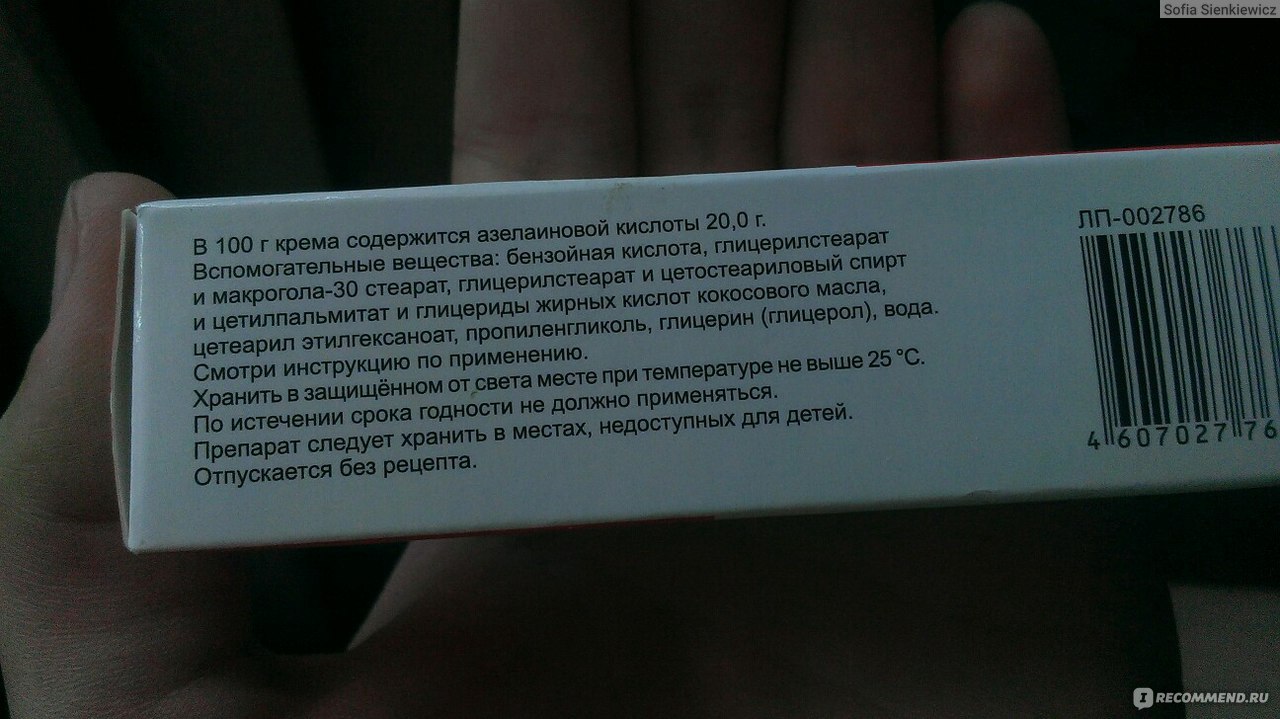 Sofia Sienkiewicz
В 100 г крема содержится азелаиновой кислоты 20,0 г.
Вспомогательные вещества: бензойная кислота, глицерилстеарат
и макрогола-30 стеарат, глицерилстеарат и цетостеариловый спирт
и цетилпальмитат и глицериды жирных кислот кокосового масла,
цетеарил этилгексаноат, пропиленгликоль, глицерин (глицерол), вода.
Смотри инструкцию по применению.
Хранить в защищённом от света месте при температуре не выше 25 °С.
По истечении срока годности не должно применяться.
Препарат следует хранить в местах, недоступных для детей.
Отпускается без рецепта.
ЛП-002786
4 607027 76
IRECOMMEND.RU